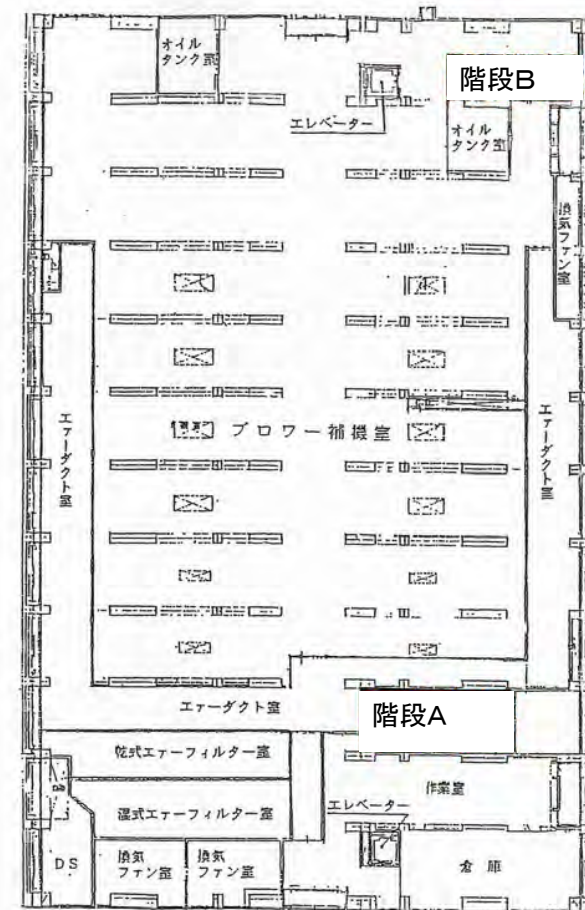 オイル
タンク室
階段B
エレベーター
オイル
タンク室
換気ファン室
エァーダクト室
ブロワー補機室
エァーダクト室
エァーダクト室
階段A
乾式エァーフィルター室
湿式エァーフィルター室
エレベーター
作業室
DS
換気
ファン室
換気
ファン室
倉庫